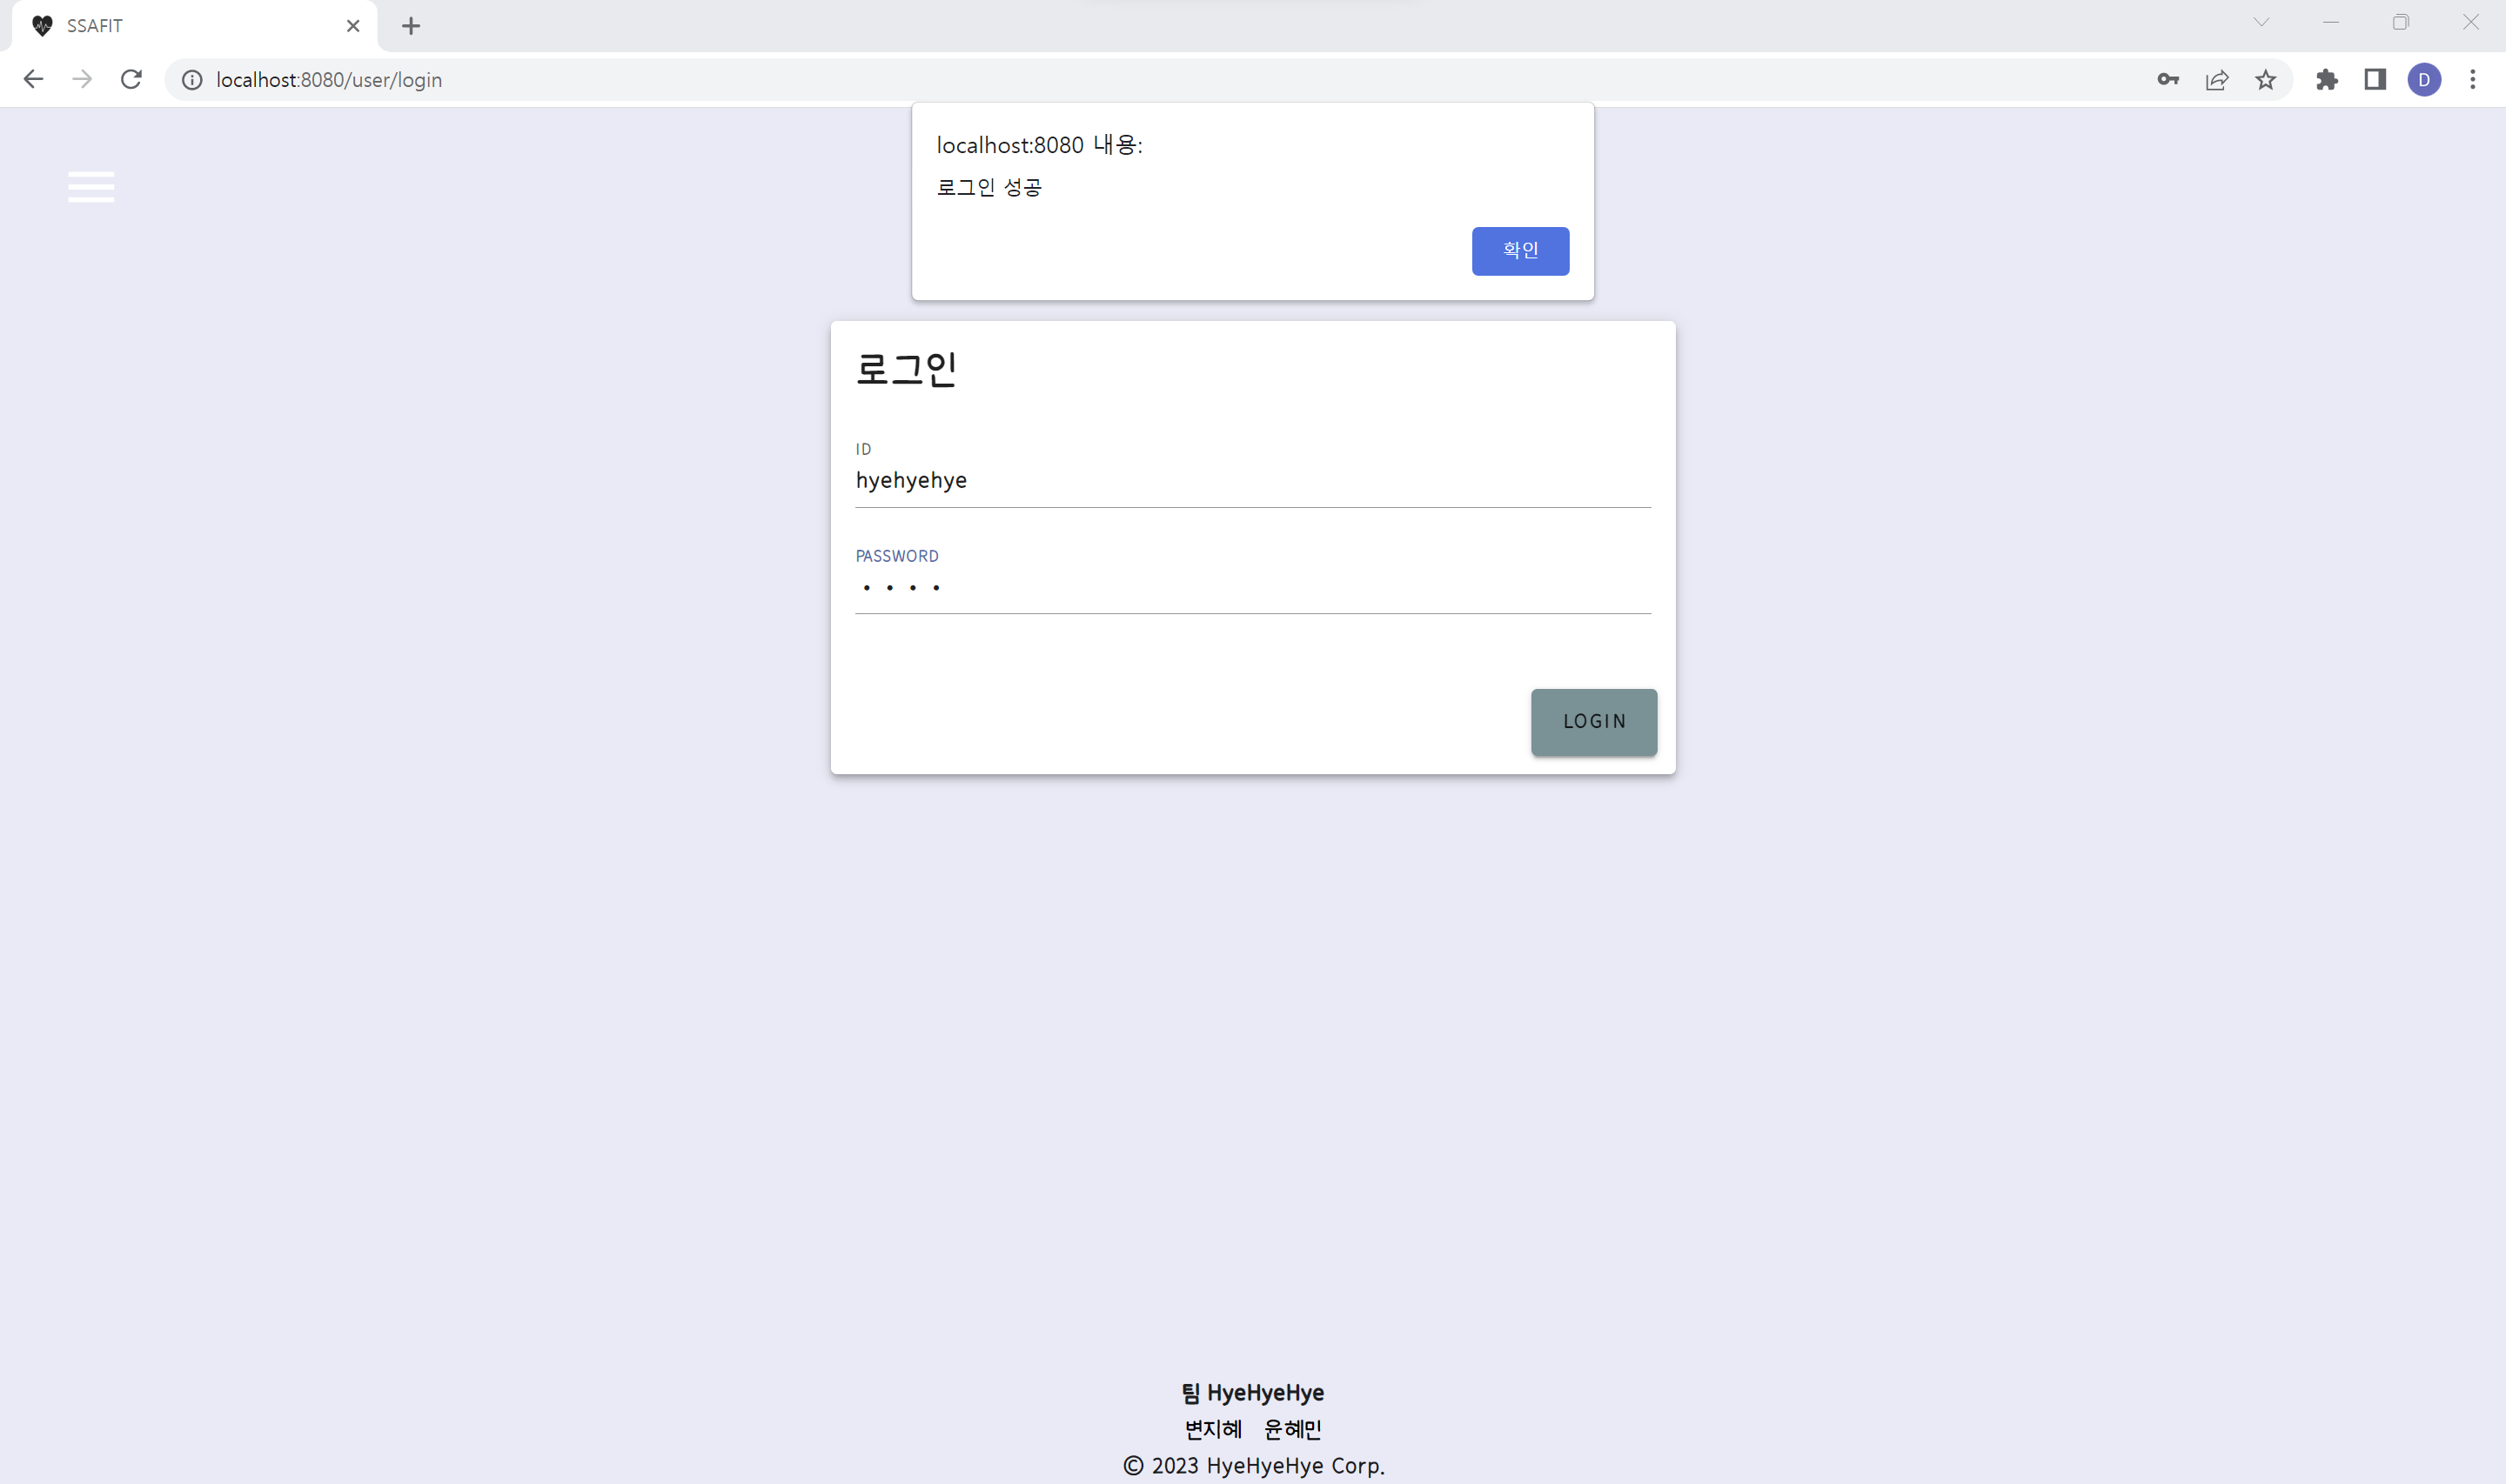 SSAFIT
localhost:8080/user/login
D
localhost:8080 내용:
로그인 성공
확인
로그인
ID
hyehyehye
PASSWORD
LOGIN
팀 HyeHyeHye
변지혜 윤혜민
© 2023 HyeHyeHye Corp.